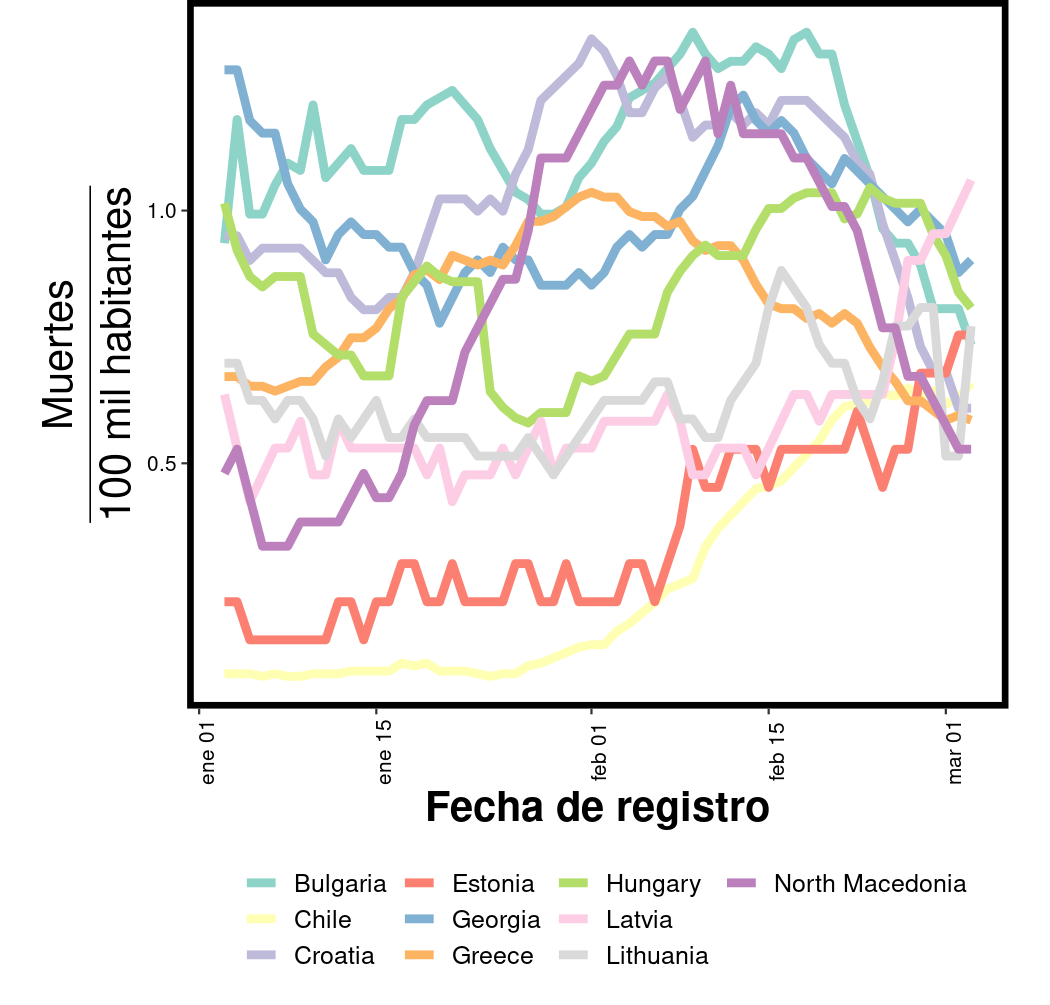 Muertes
100 mil habitantes
1.0
0.5
ene 01
ene 15
feb 01
feb 15
mar 01
Fecha de registro
Bulgaria
Estonia
Hungary
North Macedonia
Chile
Georgia
Latvia
Croatia
Greece
Lithuania